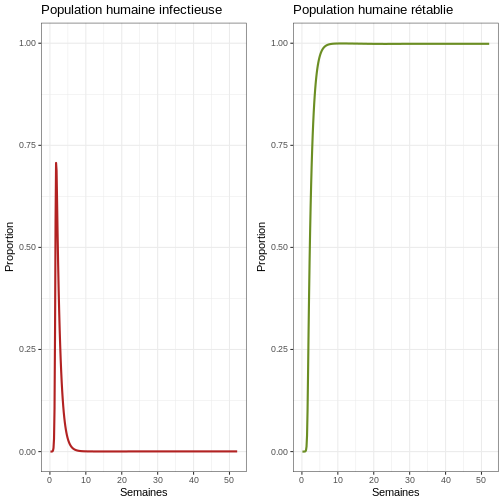 Population humaine infectieuse
Proportion
1.00
0.75
0.50
0.25
0.00
0 10 20 30 40 50
Semaines
Population humaine rétablie
Proportion
1.00
0.75
0.50
0.25
0.00
0 10 20 30 40 50
Semaines